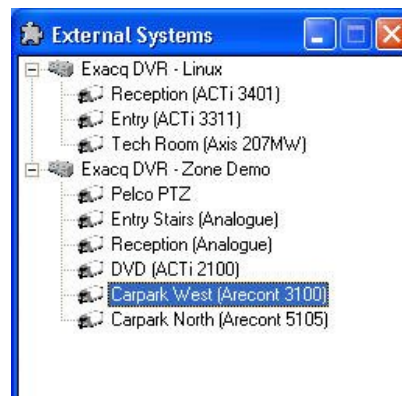 External Systems
Exacq DVR - Linux
Reception (ACTi 3401)
Entry (ACTi 3311)
Tech Room (Axis 207MW)
Exacq DVR - Zone Demo
Pelco PTZ
Entry Stairs (Analogue)
Reception (Analogue)
DVD (ACTi 2100)
Carpark West (Arecont 3100)
Carpark North (Arecont 5105)